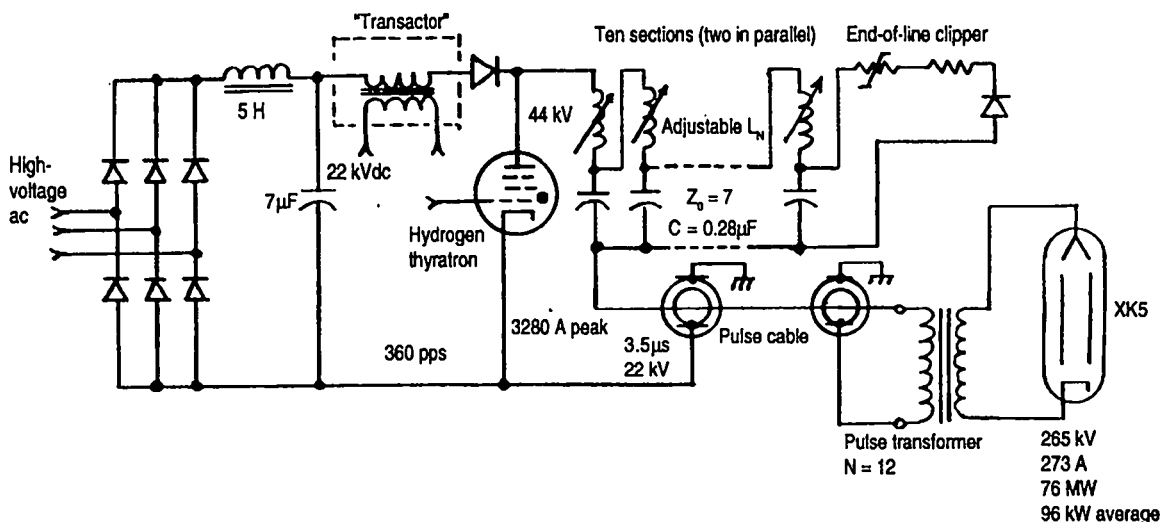 "Transactor"
Ten sections (two in parallel)
End-of-line clipper
5 H
44 kV
Adjustable L_N
High-
voltage
ac
22 kVdc
7µF
Z_o = 7
C = 0.28µF
Hydrogen
thyratron
XK5
3280 A peak
Pulse cable
3.5µs
22 kV
360 pps
Pulse transformer
N = 12
265 kV
273 A
76 MW
96 kW average